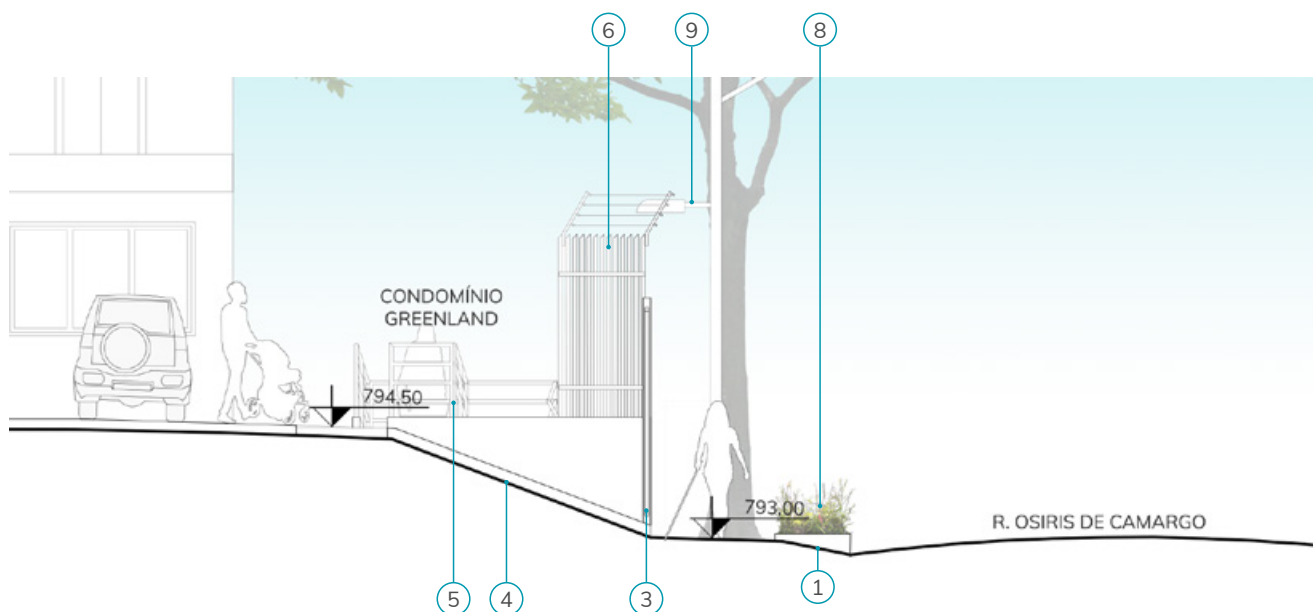 6 9 8
CONDOMÍNIO
GREENLAND
794,50
793,00
R. OSIRIS DE CAMARGO
5 4 3 1